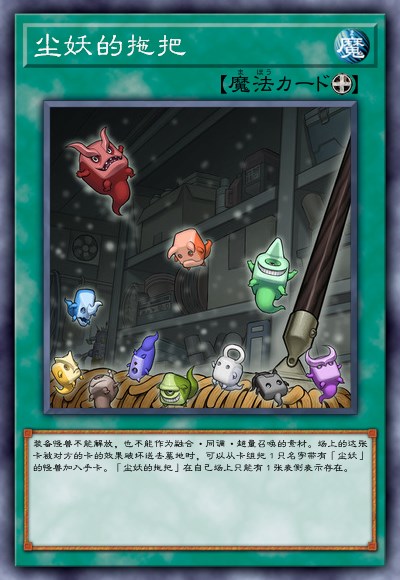 尘妖的拖把
魔
【魔法カード】
まほう
装备怪兽不能解放，也不能作为融合·同调·超量召唤的素材。场上的这张
卡被对方的卡的效果破坏送去墓地时，可以从卡组把1只名字带有「尘妖」
的怪兽加入手卡。「尘妖的拖把」在自己场上只能有1张表侧表示存在。